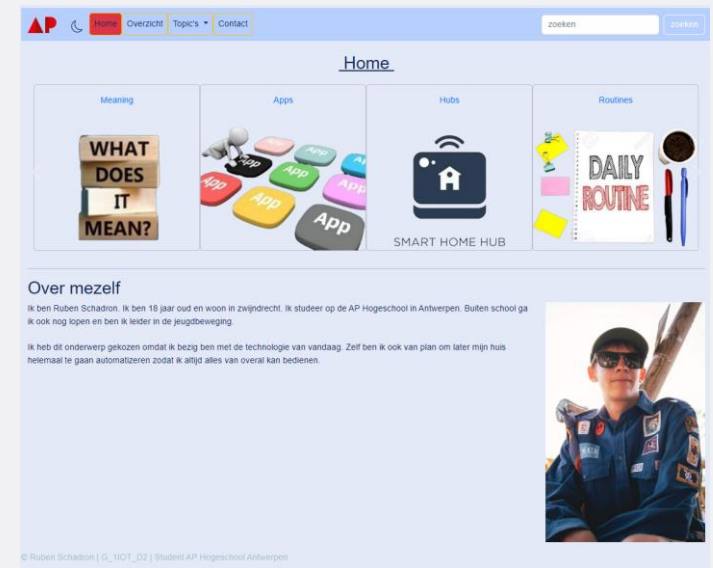 AP
Home Overzicht Topic's Contact
zoeken zoeken
Home
Meaning
Apps
Hubs
Routines
WHAT
DOES
IT
MEAN?
App App App
App App App
App
SMART HOME HUB
DAILY
ROUTINE
Over mezelf
Ik ben Ruben Schadron. Ik ben 18 jaar oud en woon in zwijndrecht. Ik studeer op de AP Hogeschool in Antwerpen. Buiten school ga
ik ook nog lopen en ben ik leider in de jeugdbeweging.
Ik heb dit onderwerp gekozen omdat ik bezig ben met de technologie van vandaag. Zelf ben ik ook van plan om later mijn huis
helemaal te gaan automatizeren zodat ik altijd alles van overal kan bedienen.
© Ruben Schadron | G_1IOT_D2 | Student AP Hogeschool Antwerpen